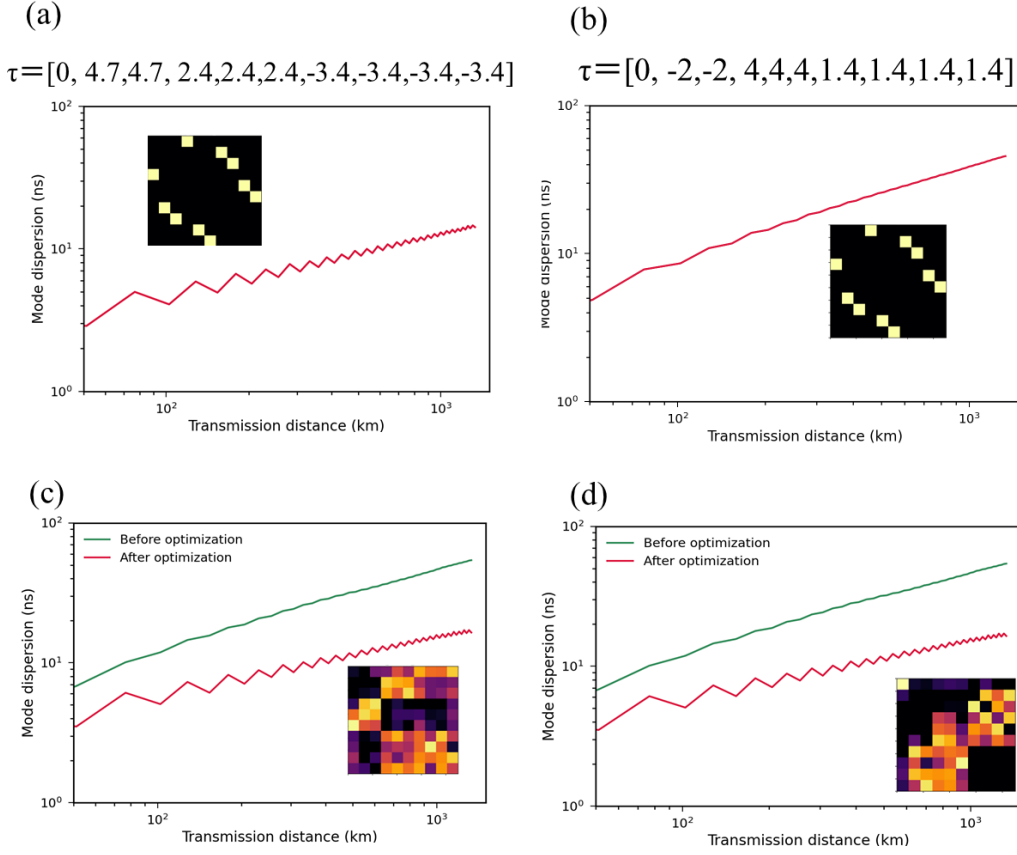 (a)
τ=[0, 4.7,4.7, 2.4,2.4,2.4,-3.4,-3.4,-3.4,-3.4]
10²
10¹
10⁰
Mode dispersion (ns)
10²
10³
Transmission distance (km)
(b)
τ=[0, -2,-2, 4,4,4,1.4,1.4,1.4,1.4]
10²
10¹
10⁰
Mode dispersion (ns)
10²
10³
Transmission distance (km)
(c)
10²
10¹
10⁰
Mode dispersion (ns)
Before optimization
After optimization
10²
10³
Transmission distance (km)
(d)
10²
10¹
10⁰
Mode dispersion (ns)
Before optimization
After optimization
10²
10³
Transmission distance (km)